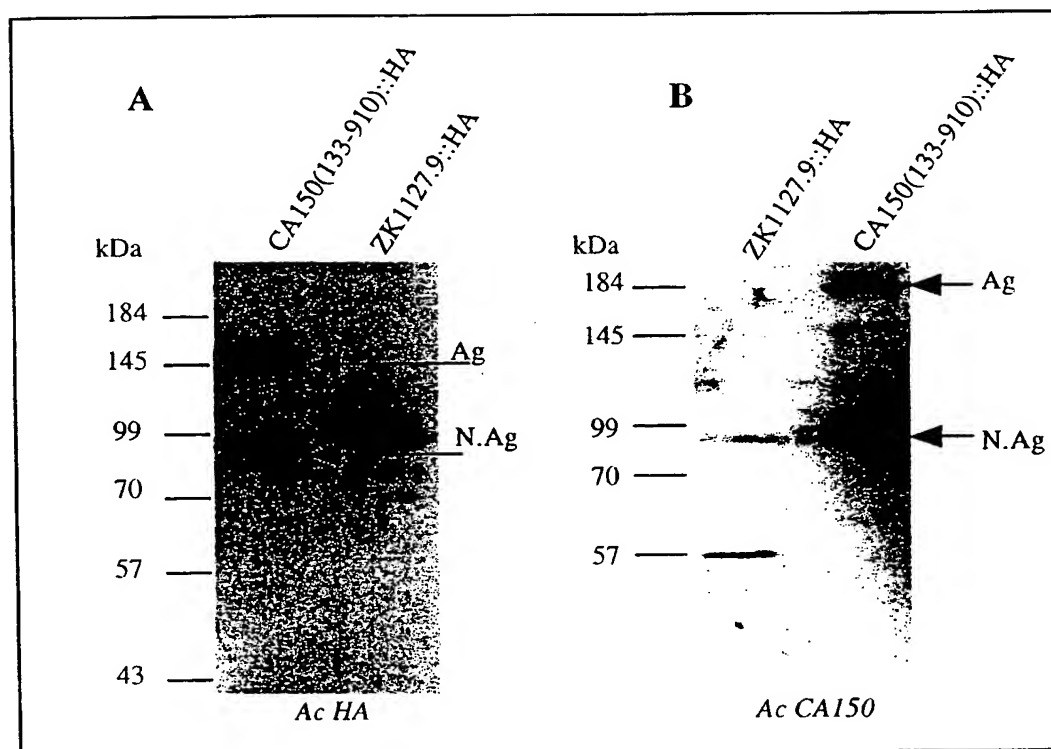 A
CA150(133-910)::HA
ZK1127.9::HA
kDa
184
145
99
70
57
43
Ag
N.Ag
Ac HA
B
ZK1127.9::HA
CA150(133-910)::HA
184
145
99
70
57
kDa
Ag
N.Ag
Ac CA150